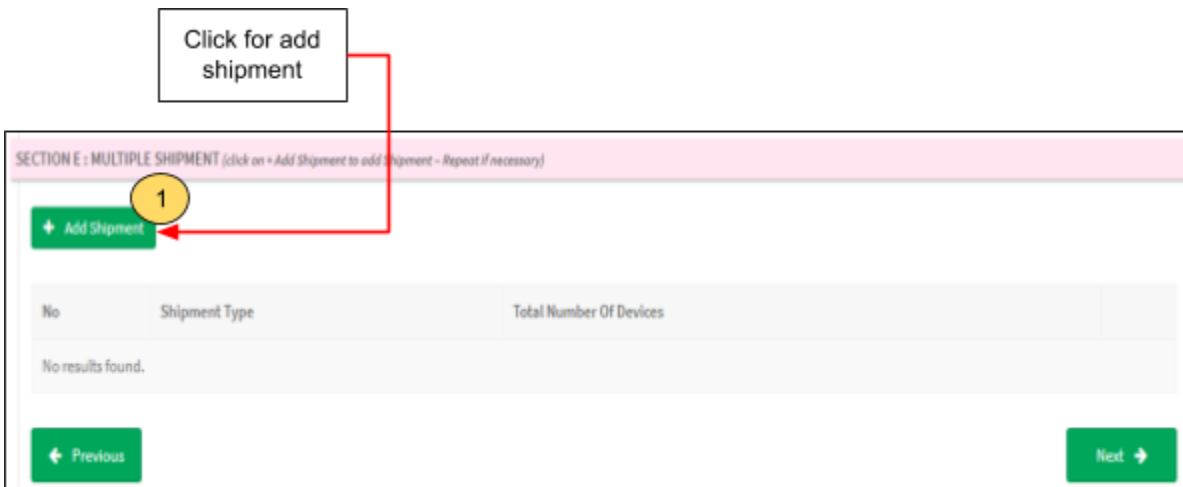 Click for add
shipment
SECTION E : MULTIPLE SHIPMENT (click on + Add Shipment to add Shipment - Repeat if necessary)
1
+ Add Shipment
No Shipment Type Total Number Of Devices
No results found.
Previous Next